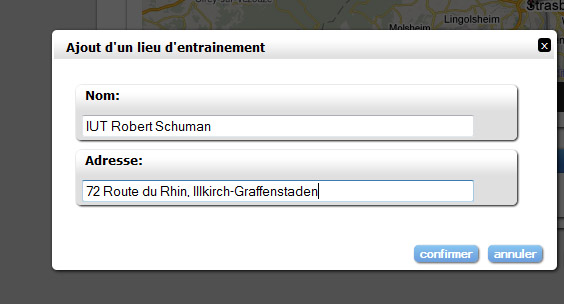 Lingolsheim
Molsheim
Ajout d'un lieu d'entrainement
x
Nom:
IUT Robert Schuman
Adresse:
72 Route du Rhin, Illkirch-Graffenstaden
confirmer annuler